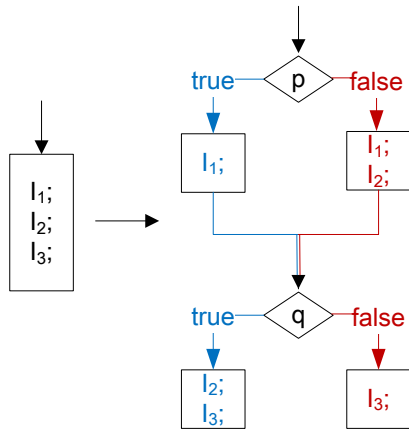 I₁;
I₂;
I₃;
p
true
false
I₁;
I₁;
I₂;
q
true
false
I₂;
I₃;
I₃;